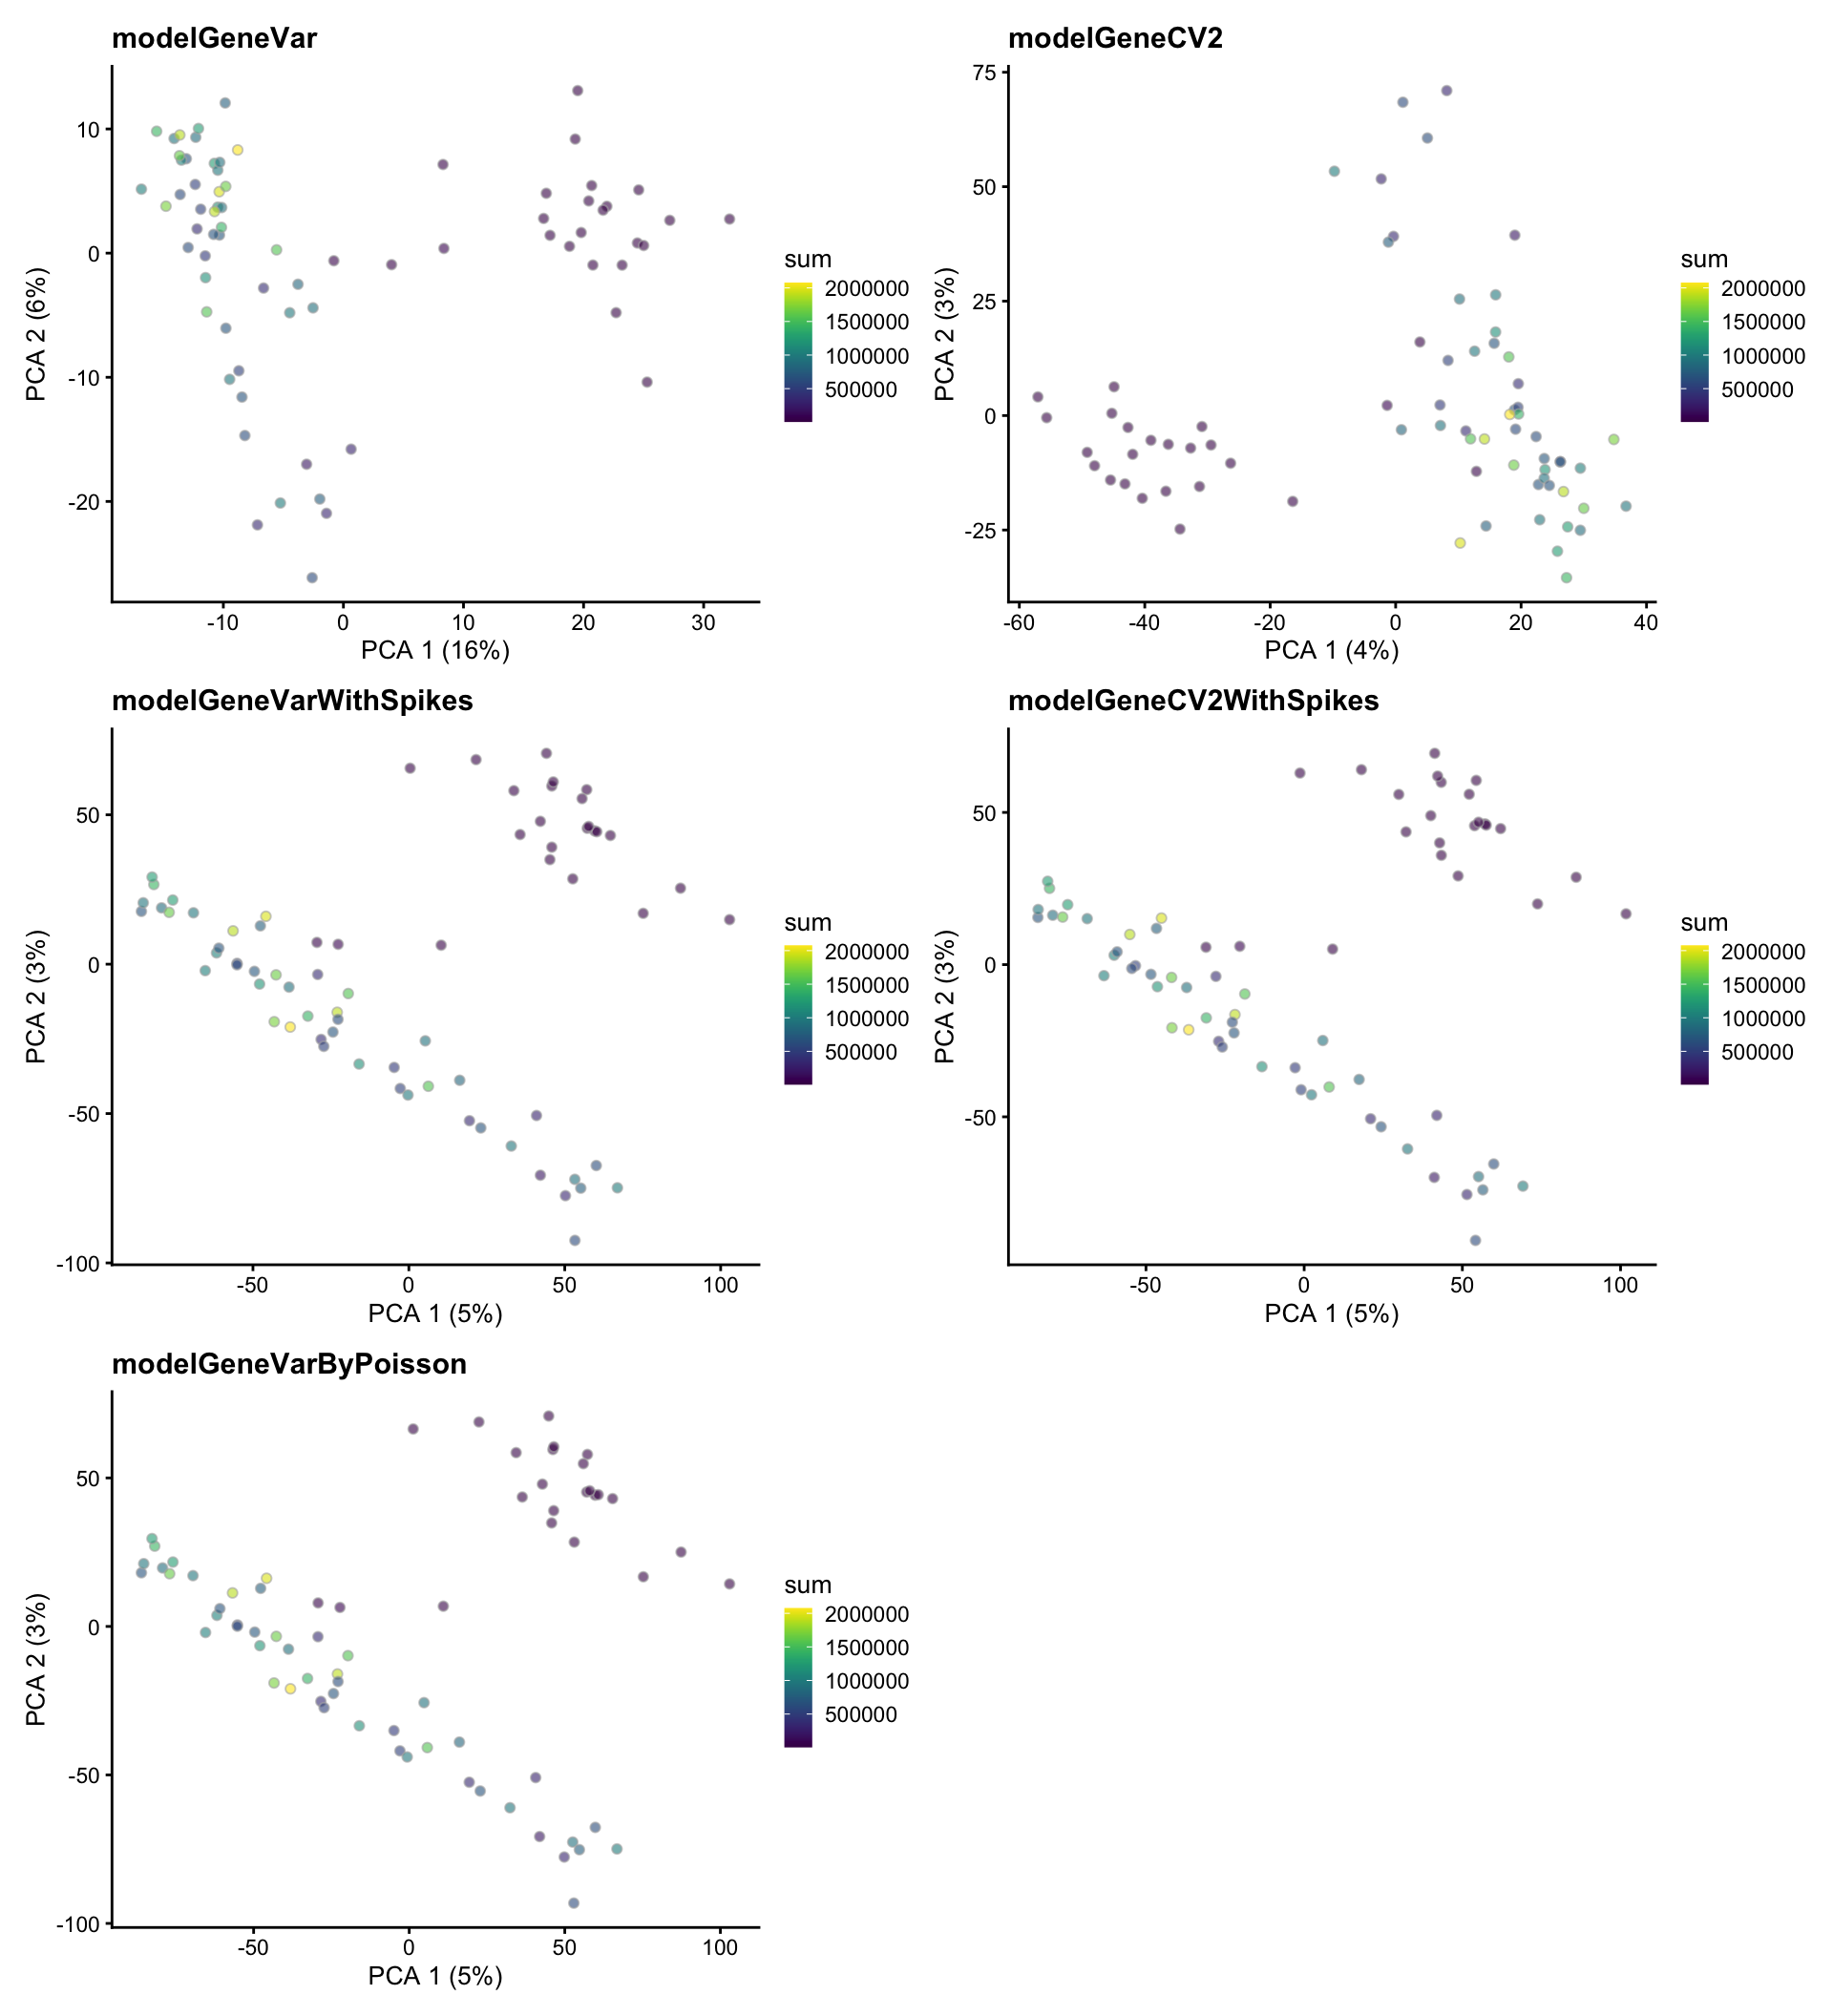 modelGeneVar
10
0
-10
-20
PCA 2 (6%)
-10 0 10 20 30
PCA 1 (16%)
sum
2000000
1500000
1000000
500000
modelGeneCV2
75
50
25
0
-25
PCA 2 (3%)
-60 -40 -20 0 20 40
PCA 1 (4%)
sum
2000000
1500000
1000000
500000
modelGeneVarWithSpikes
50
0
-50
-100
PCA 2 (3%)
-50 0 50 100
PCA 1 (5%)
sum
2000000
1500000
1000000
500000
modelGeneCV2WithSpikes
50
0
-50
PCA 2 (3%)
-50 0 50 100
PCA 1 (5%)
sum
2000000
1500000
1000000
500000
modelGeneVarByPoisson
50
0
-50
-100
PCA 2 (3%)
-50 0 50 100
PCA 1 (5%)
sum
2000000
1500000
1000000
500000